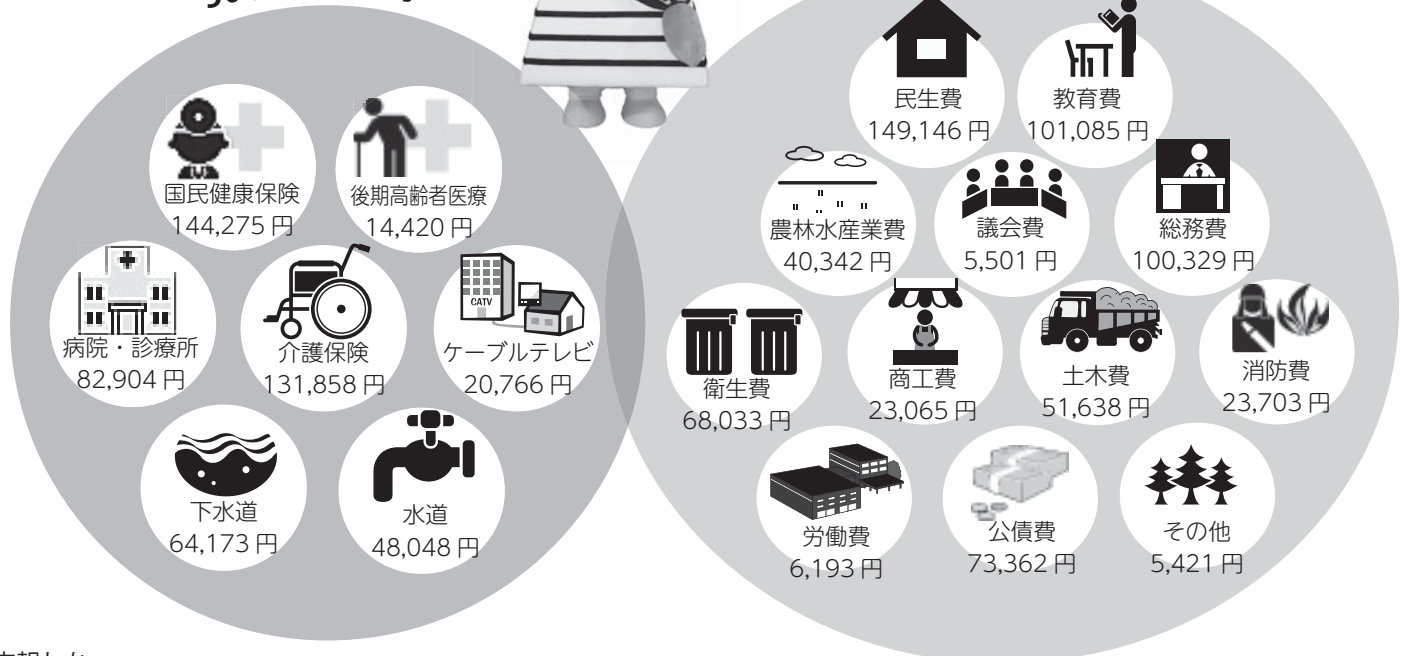 国民健康保険
144,275 円
後期高齢者医療
14,420 円
病院・診療所
82,904 円
介護保険
131,858 円
CATV
ケーブルテレビ
20,766 円
下水道
64,173 円
水道
48,048 円
民生費
149,146 円
教育費
101,085 円
農林水産業費
40,342 円
議会費
5,501 円
総務費
100,329 円
衛生費
68,033 円
商工費
23,065 円
土木費
51,638 円
消防費
23,703 円
労働費
6,193 円
公債費
73,362 円
その他
5,421 円